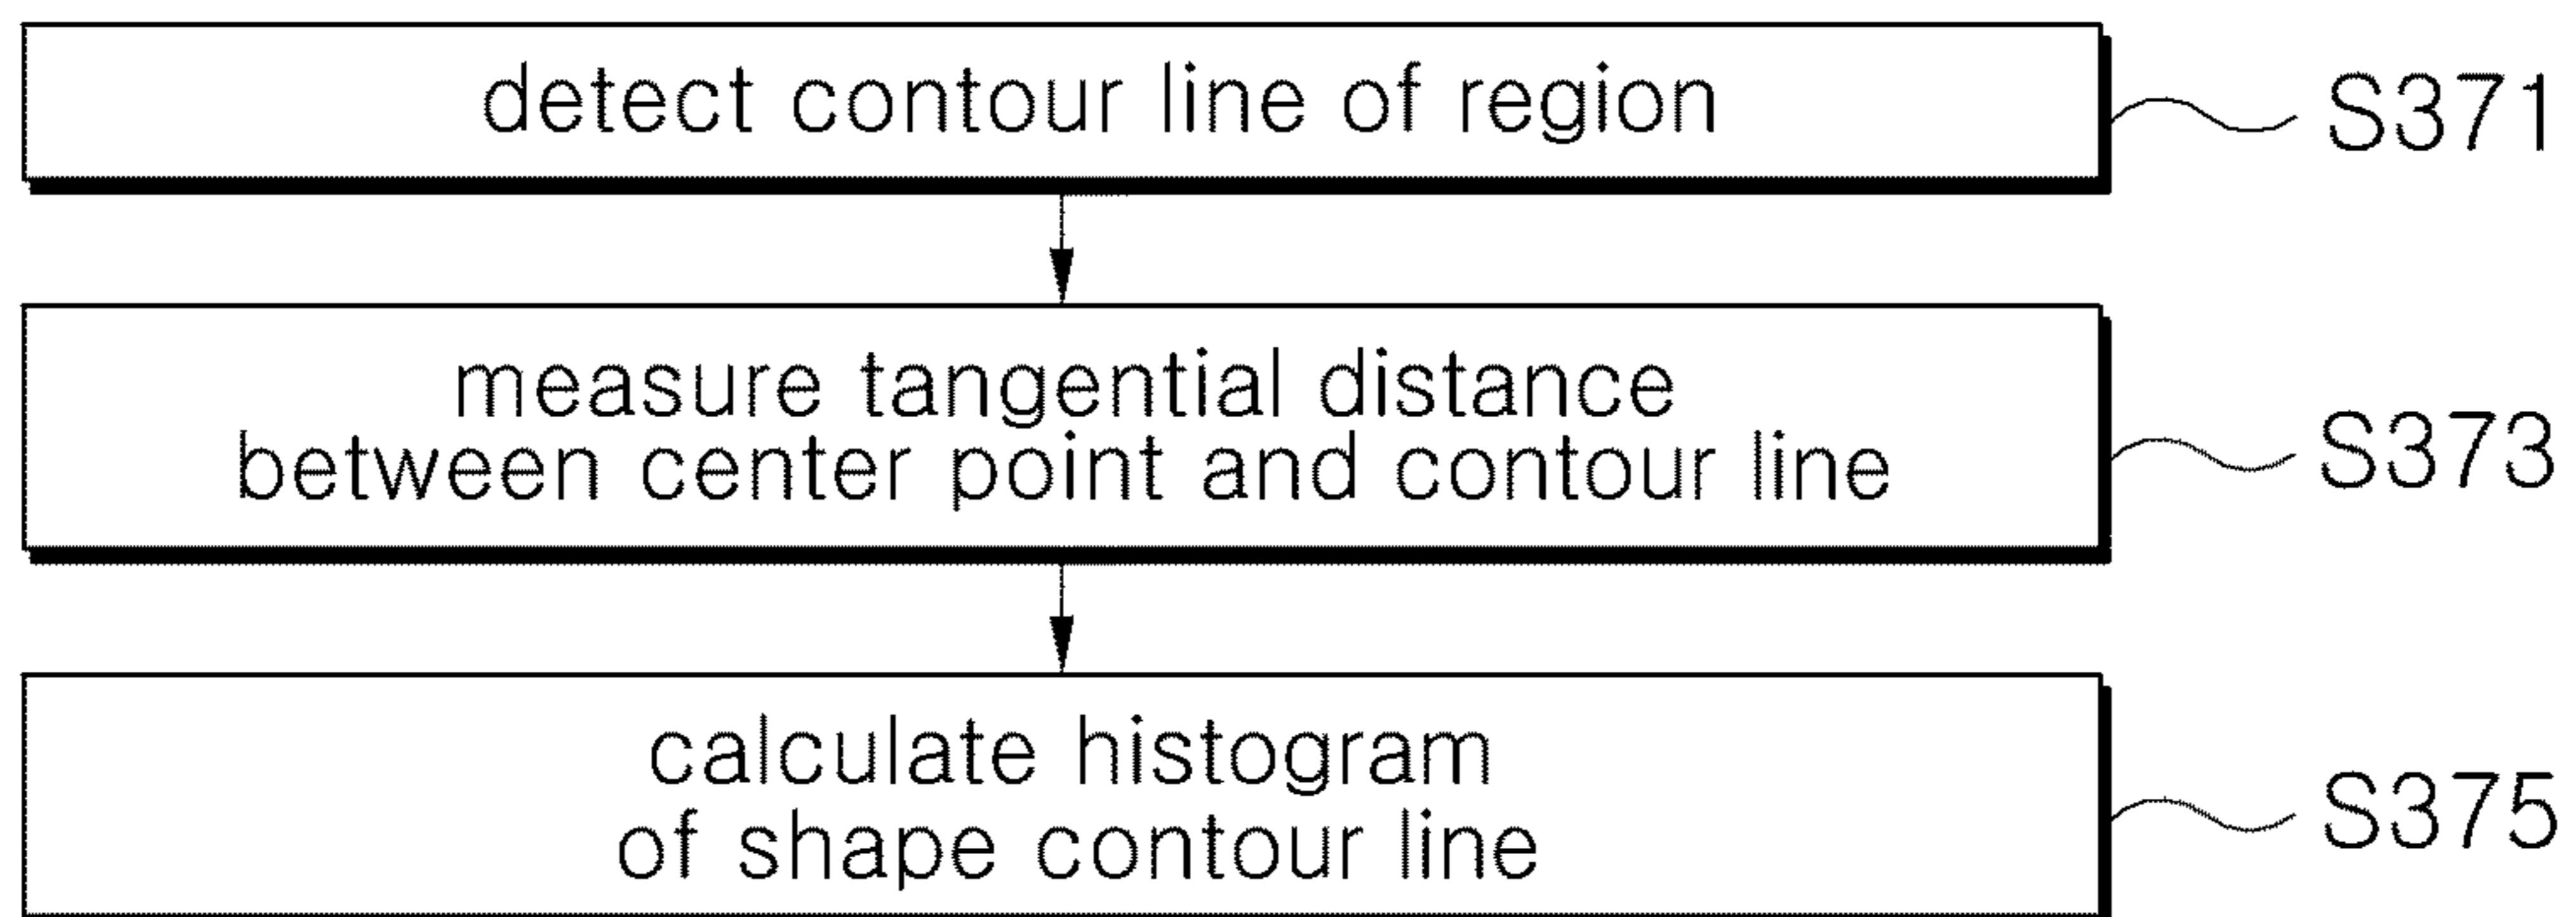 detect contour line of region
S371
measure tangential distance
between center point and contour line
S373
calculate histogram
of shape contour line
S375